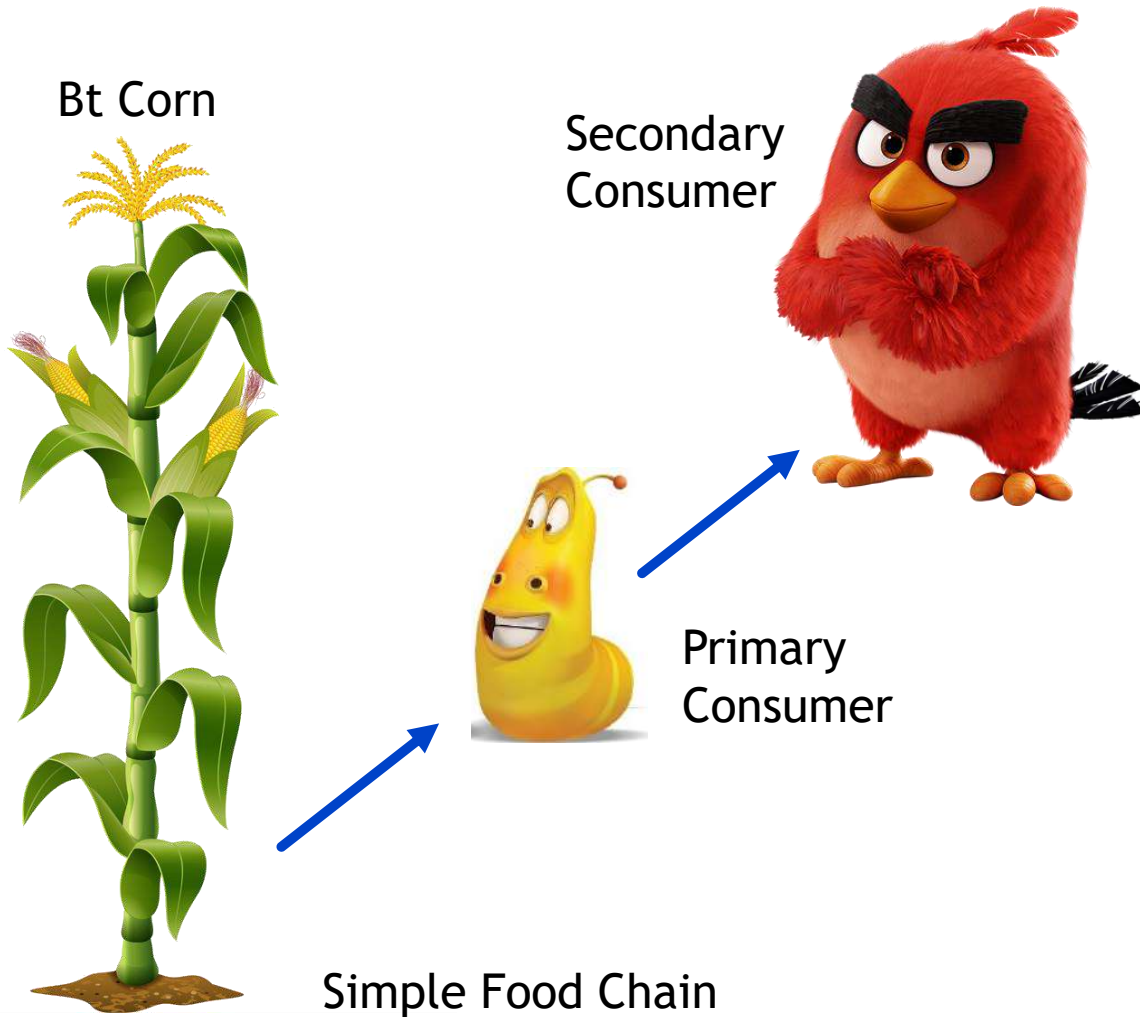 Bt Corn
Secondary
Consumer
Primary
Consumer
Simple Food Chain